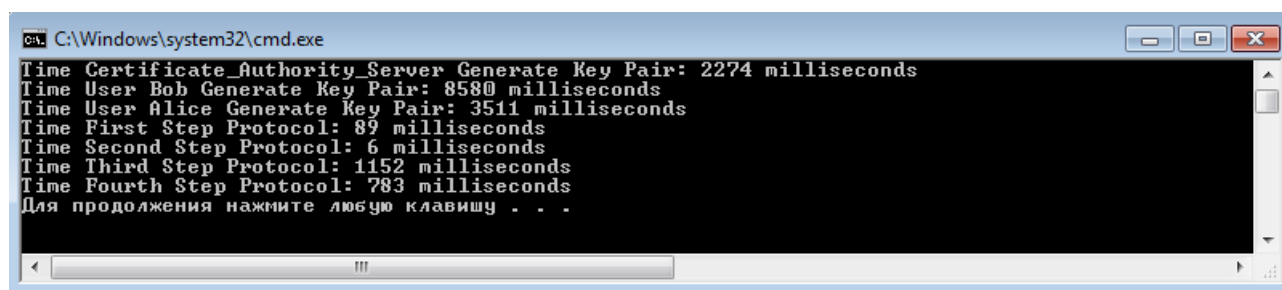 C:\Windows\system32\cmd.exe
Time Certificate_Authority_Server Generate Key Pair: 2274 milliseconds
Time User Bob Generate Key Pair: 8580 milliseconds
Time User Alice Generate Key Pair: 3511 milliseconds
Time First Step Protocol: 89 milliseconds
Time Second Step Protocol: 6 milliseconds
Time Third Step Protocol: 1152 milliseconds
Time Fourth Step Protocol: 783 milliseconds
Для продолжения нажмите любую клавишу . . .